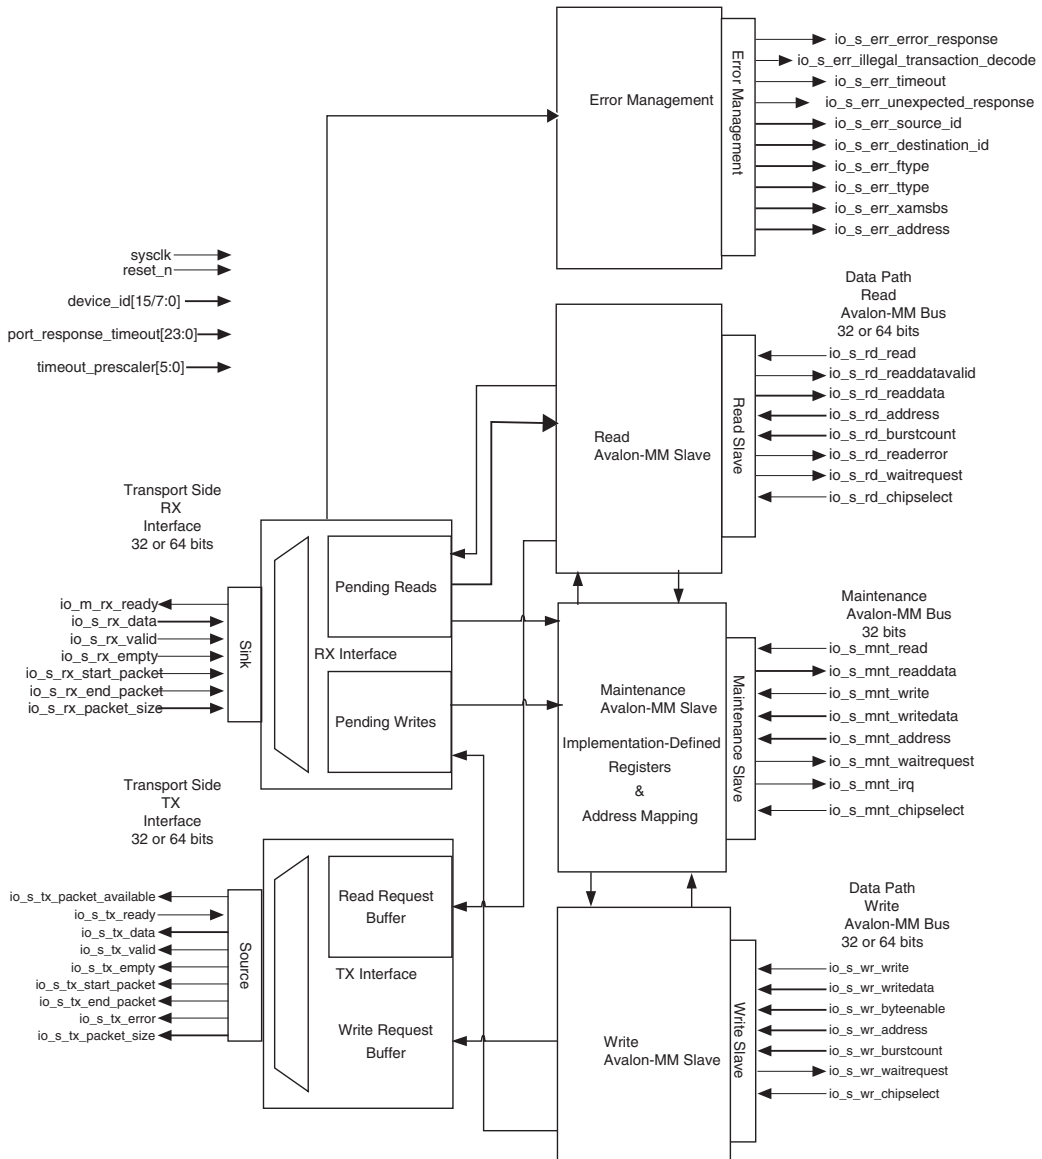 Error Management
Error Management
io_s_err_error_response
io_s_err_illegal_transaction_decode
io_s_err_timeout
io_s_err_unexpected_response
io_s_err_source_id
io_s_err_destination_id
io_s_err_ftype
io_s_err_ttype
io_s_err_xamsbs
io_s_err_address
sysclk
reset_n
device_id[15/7:0]
port_response_timeout[23:0]
timeout_prescaler[5:0]
Data Path
Read
Avalon-MM Bus
32 or 64 bits
io_s_rd_read
io_s_rd_readdatavalid
io_s_rd_readdata
io_s_rd_address
io_s_rd_burstcount
io_s_rd_readerror
io_s_rd_waitrequest
io_s_rd_chipselect
Read
Avalon-MM Slave
Read Slave
Transport Side
RX
Interface
32 or 64 bits
io_m_rx_ready
io_s_rx_data
io_s_rx_valid
io_s_rx_empty
io_s_rx_start_packet
io_s_rx_end_packet
io_s_rx_packet_size
Sink
Pending Reads
RX Interface
Pending Writes
Maintenance
Avalon-MM Bus
32 bits
io_s_mnt_read
io_s_mnt_readdata
io_s_mnt_write
io_s_mnt_writedata
io_s_mnt_address
io_s_mnt_waitrequest
io_s_mnt_irq
io_s_mnt_chipselect
Maintenance
Avalon-MM Slave
Implementation-Defined
Registers
&
Address Mapping
Maintenance Slave
Transport Side
TX
Interface
32 or 64 bits
io_s_tx_packet_available
io_s_tx_ready
io_s_tx_data
io_s_tx_valid
io_s_tx_empty
io_s_tx_start_packet
io_s_tx_end_packet
io_s_tx_error
io_s_tx_packet_size
Source
Read Request
Buffer
TX Interface
Write Request
Buffer
Data Path
Write
Avalon-MM Bus
32 or 64 bits
io_s_wr_write
io_s_wr_writedata
io_s_wr_byteenable
io_s_wr_address
io_s_wr_burstcount
io_s_wr_waitrequest
io_s_wr_chipselect
Write
Avalon-MM Slave
Write Slave